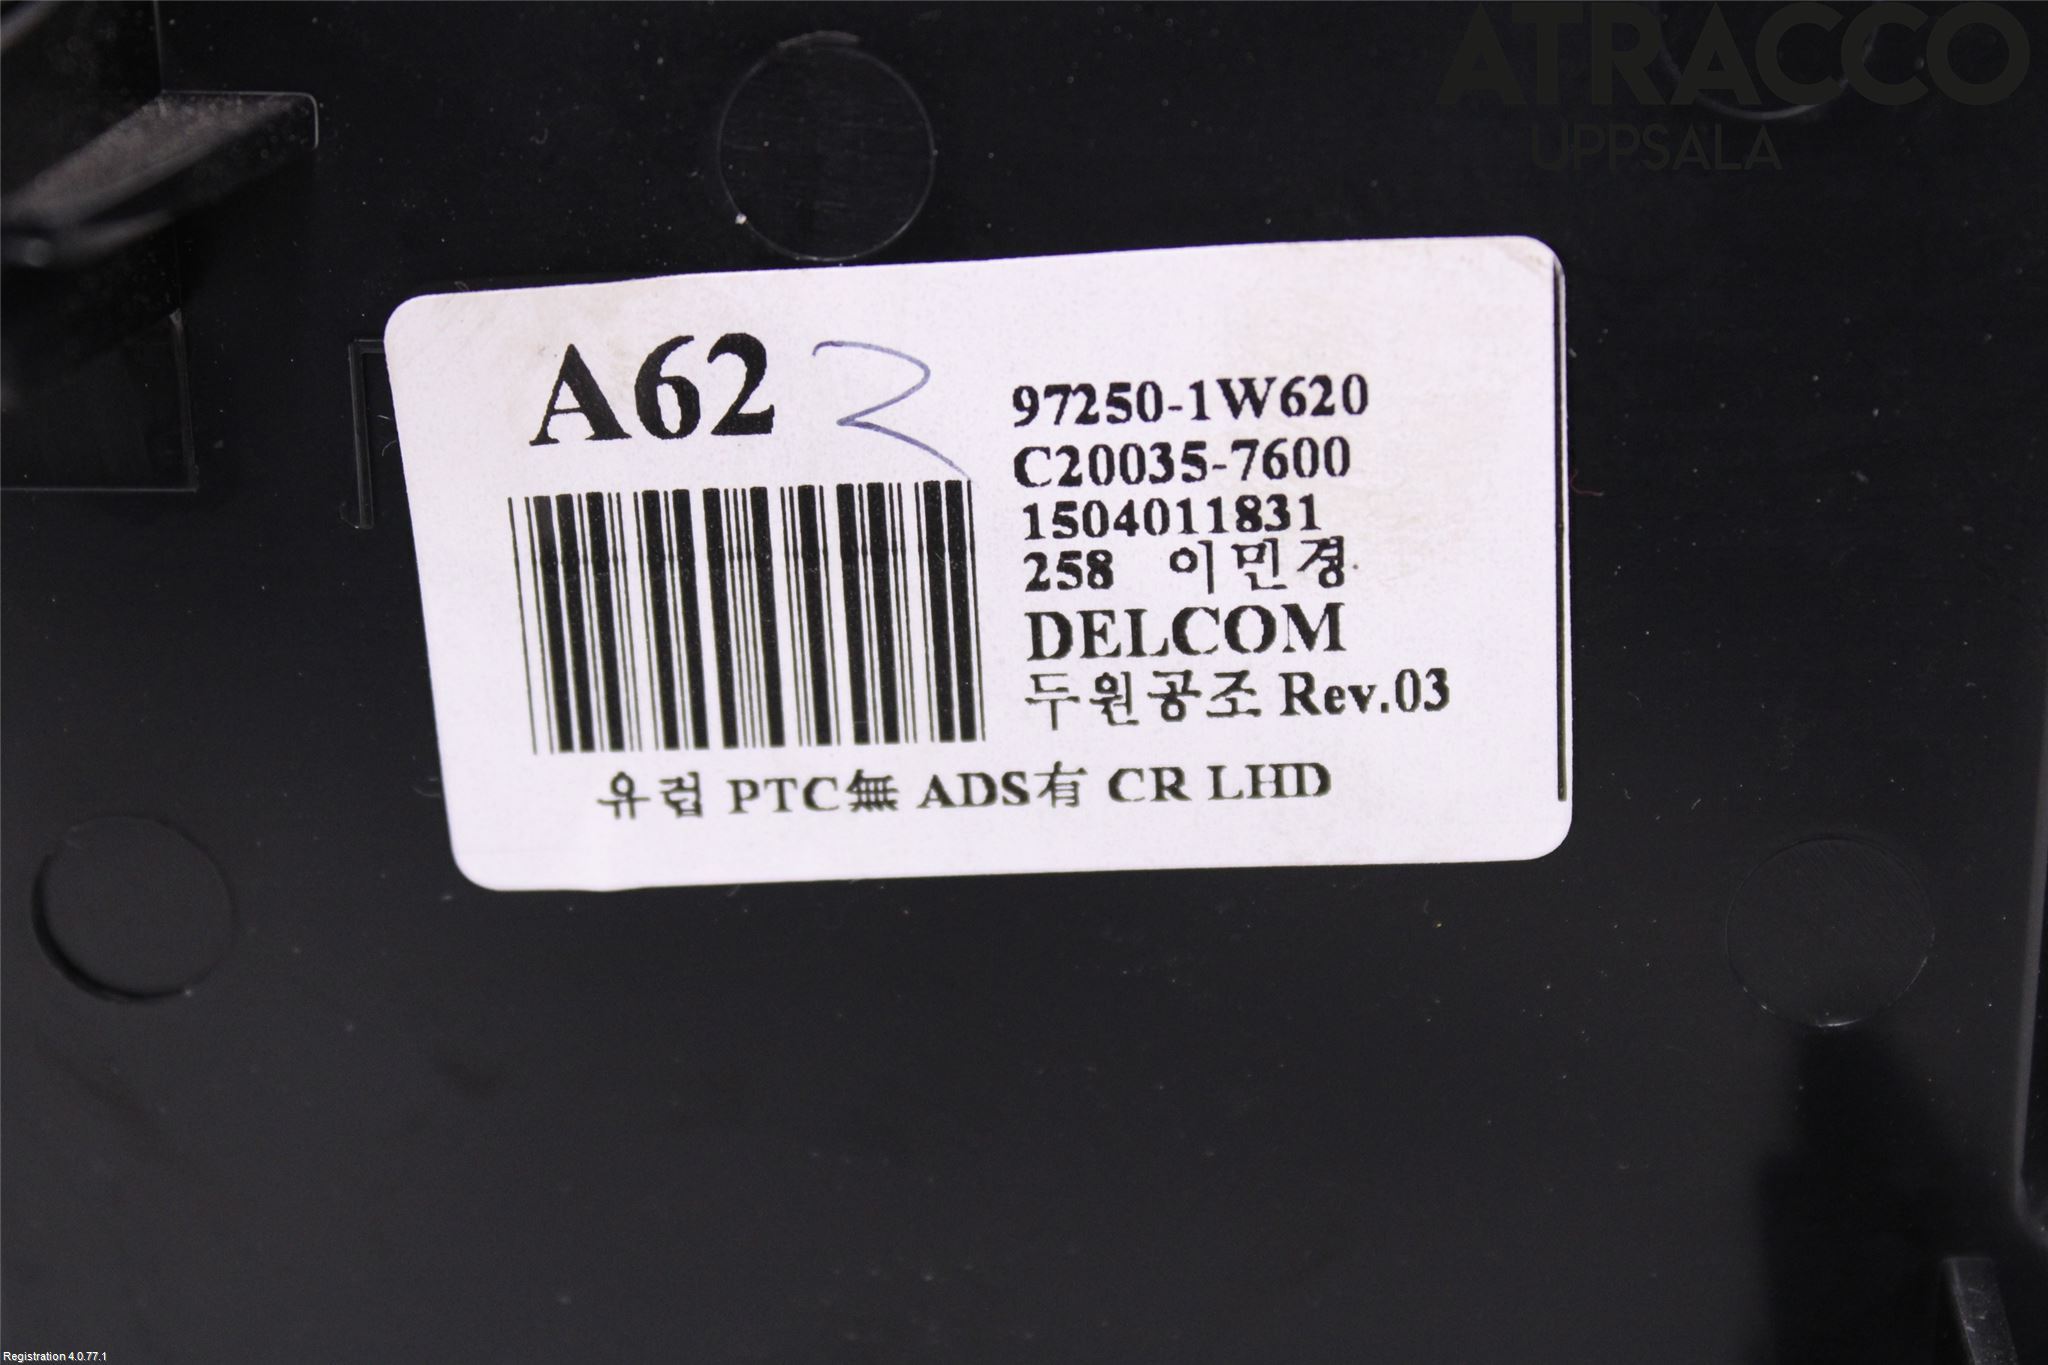 ATRACCO
UPPSALA
A62
97250-1W620
C20035-7600
1504011831
258 이민경
DELCOM
두원공조 Rev.03
유럽 PTC無 ADS有 CR LHD
Registration 4.0.77.1